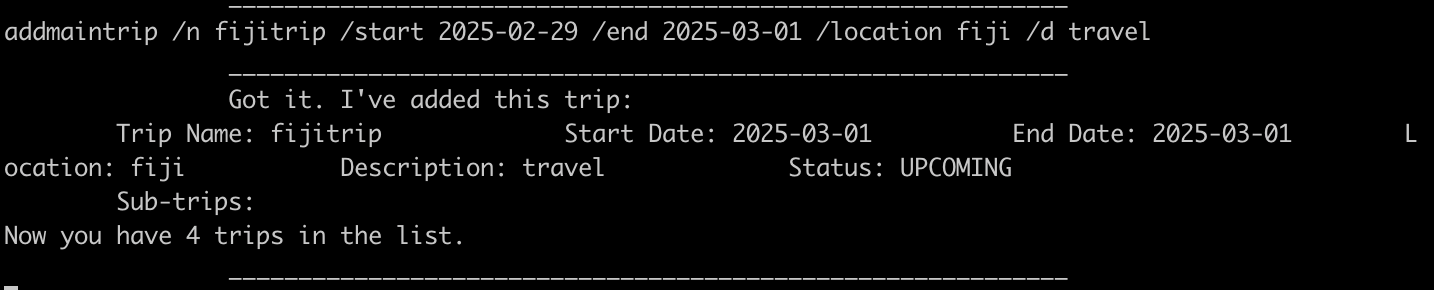 ____________________________________________________________
addmaintrip /n fijitrip /start 2025-02-29 /end 2025-03-01 /location fiji /d travel
____________________________________________________________
Got it. I've added this trip:
Trip Name: fijitrip Start Date: 2025-03-01 End Date: 2025-03-01 L
ocation: fiji Description: travel Status: UPCOMING
Sub-trips:
Now you have 4 trips in the list.
____________________________________________________________